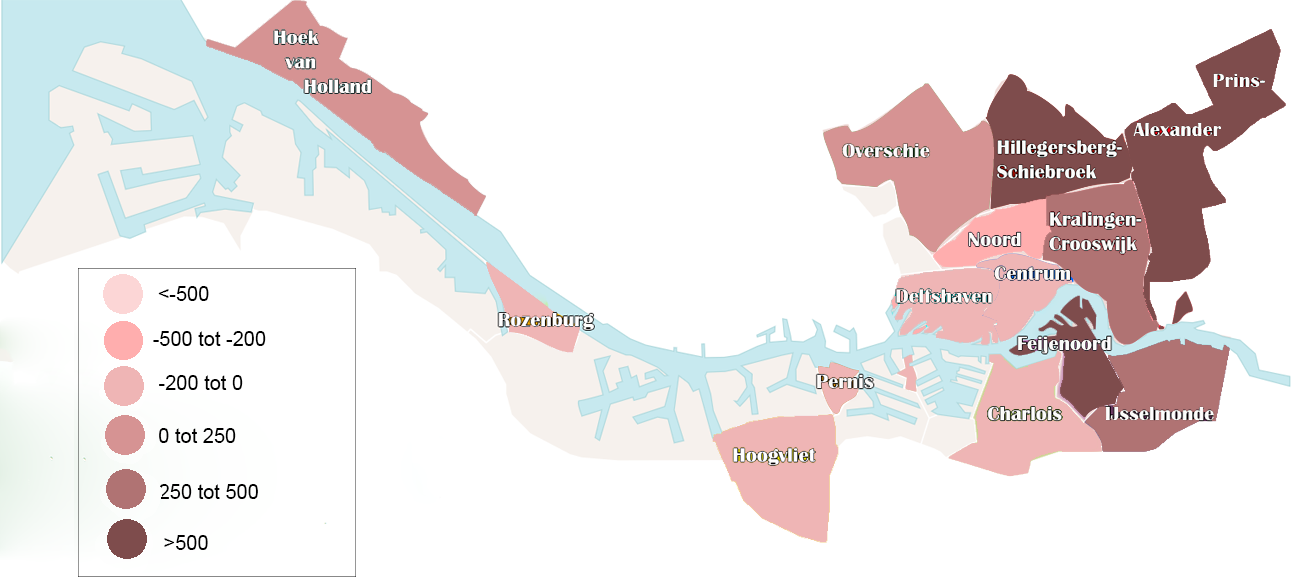 Hoek
van
Holland
Prins-
Alexander
Overschie
Hillegersberg-
Schiebroek
Kralingen-
Crooswijk
Noord
Centrum
Delfshaven
Rozenburg
Feijenoord
Pernis
Charlois
IJsselmonde
Hoogvliet
<-500
-500 tot -200
-200 tot 0
0 tot 250
250 tot 500
>500